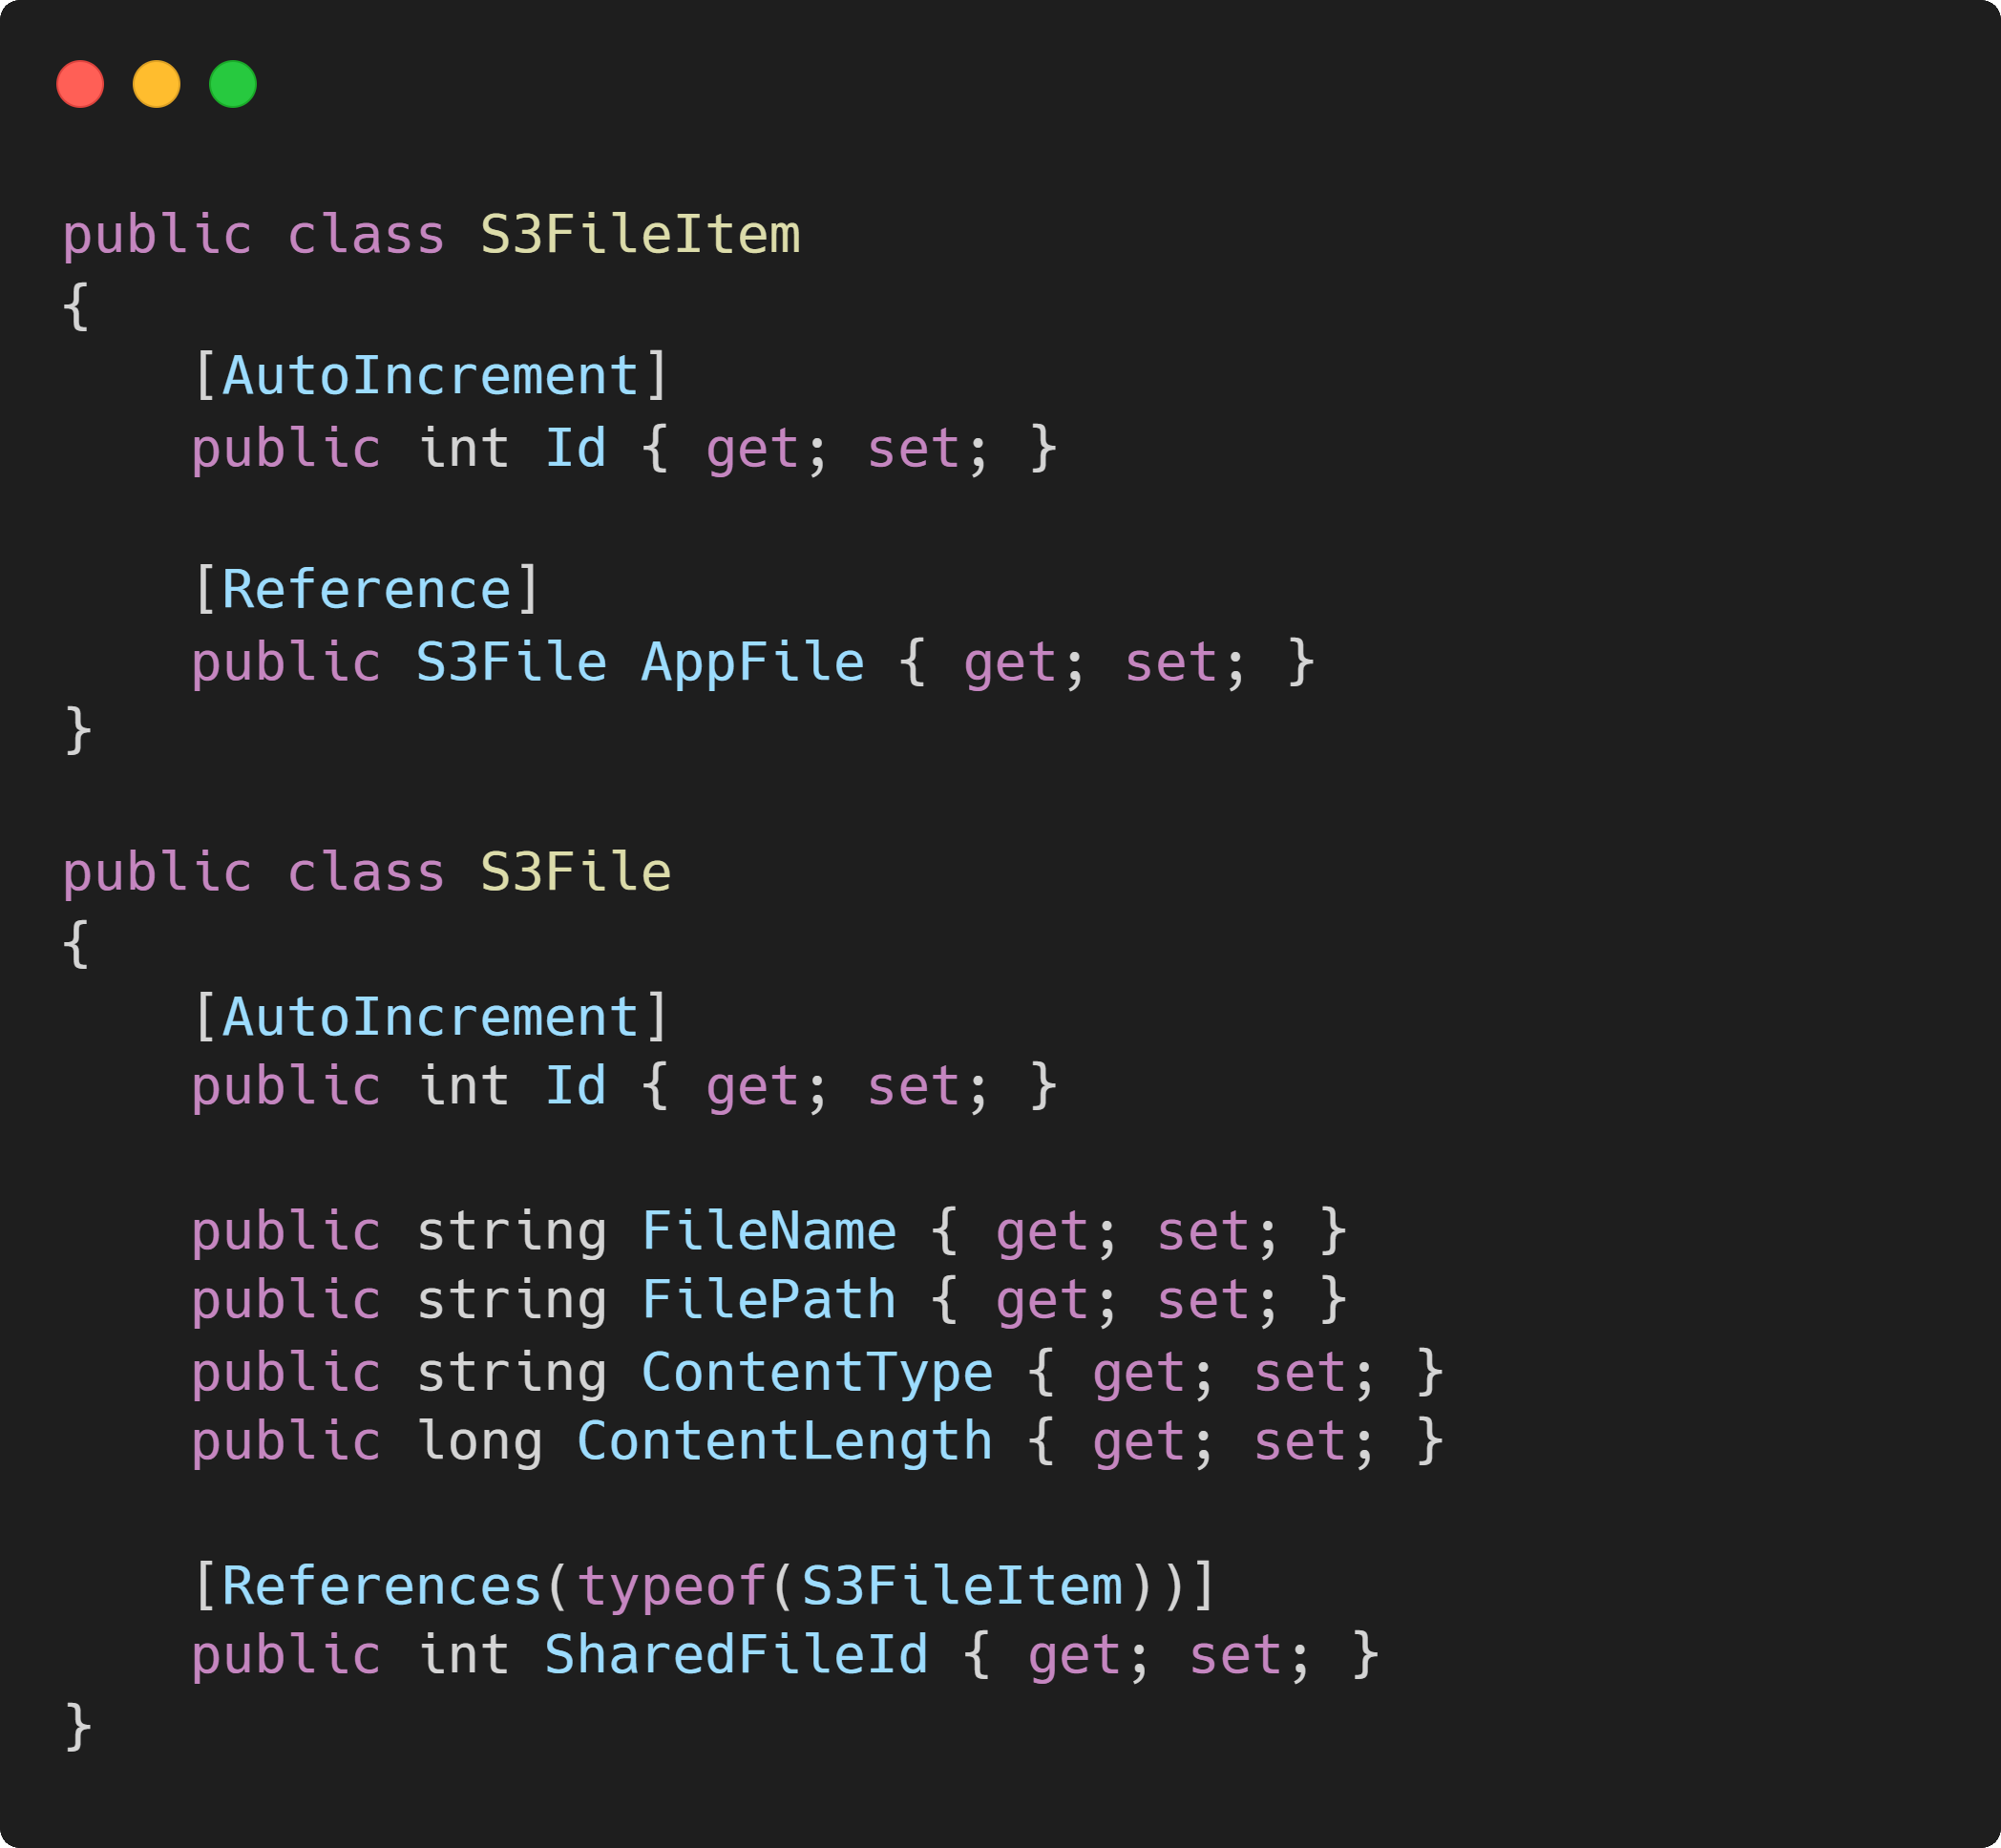 public class S3FileItem
{
    [AutoIncrement]
    public int Id { get; set; }

    [Reference]
    public S3File AppFile { get; set; }
}

public class S3File
{
    [AutoIncrement]
    public int Id { get; set; }

    public string FileName { get; set; }
    public string FilePath { get; set; }
    public string ContentType { get; set; }
    public long ContentLength { get; set; }

    [References(typeof(S3FileItem))]
    public int SharedFileId { get; set; }
}